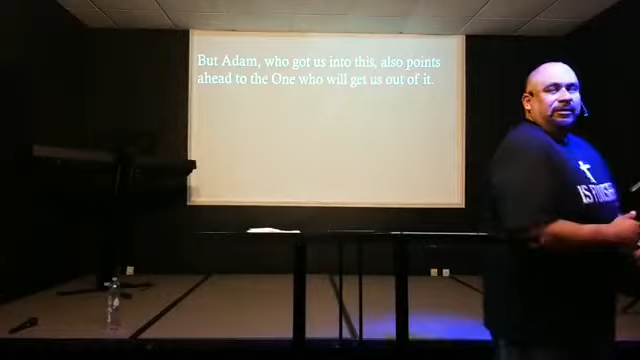 But Adam, who got us into this, also points
ahead to the One who will get us out of it.